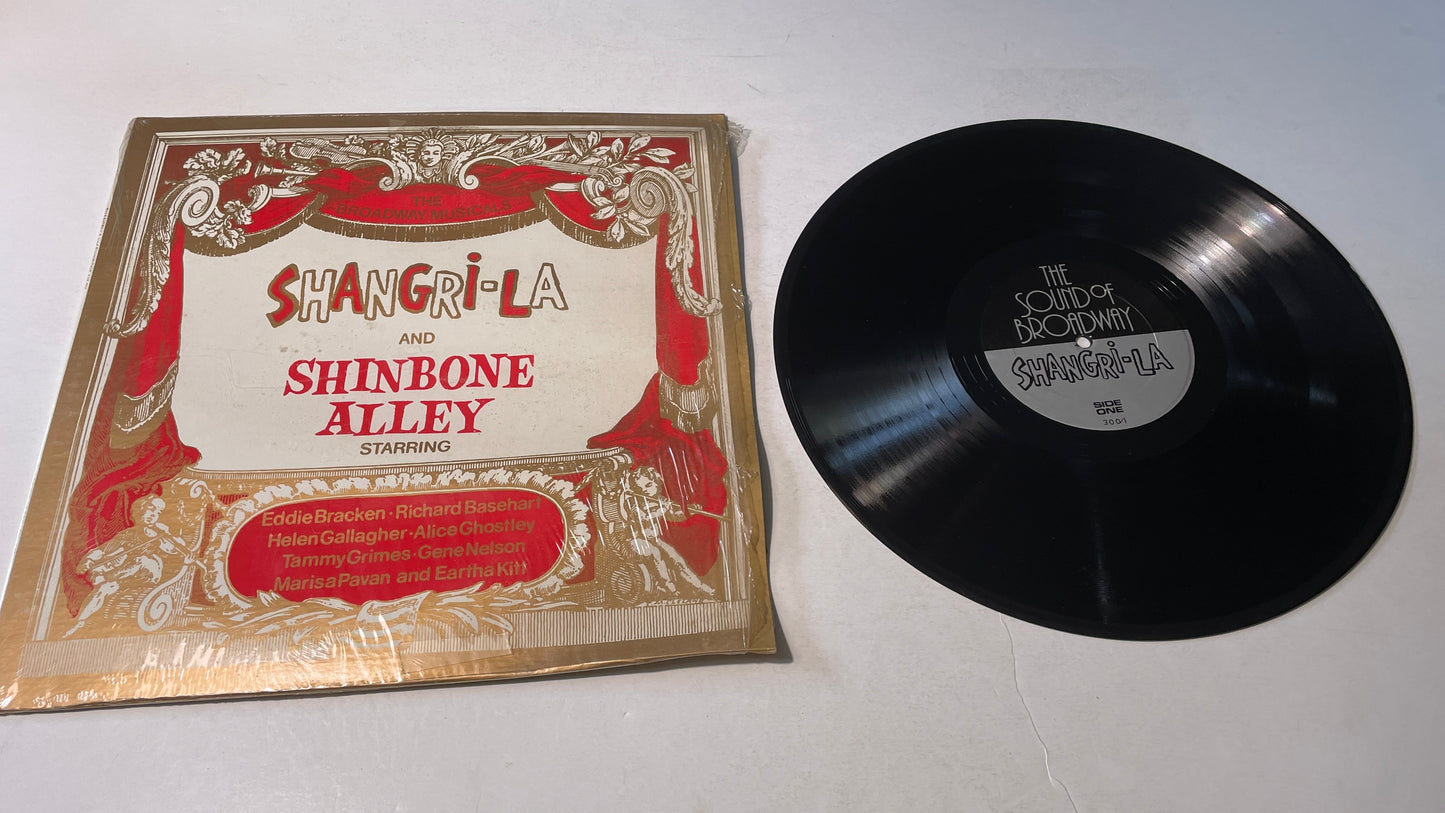 THE
BROADWAY MUSICALS
SHANGRi-LA
AND
SHINBONE
ALLEY
STARRING
Eddie Bracken · Richard Basehart
Helen Gallagher · Alice Ghostley
Tammy Grimes · Gene Nelson
Marisa Pavan and Eartha Kitt
THE
SOUND OF
BROADWAY
SHANGRi-LA
SIDE
ONE
300/1